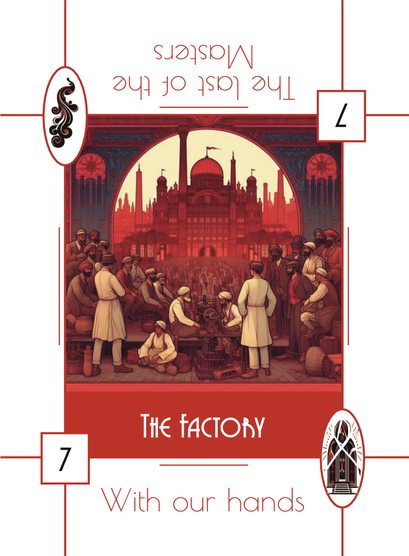 The last of the
Masters
7
The Factory
7
With our hands